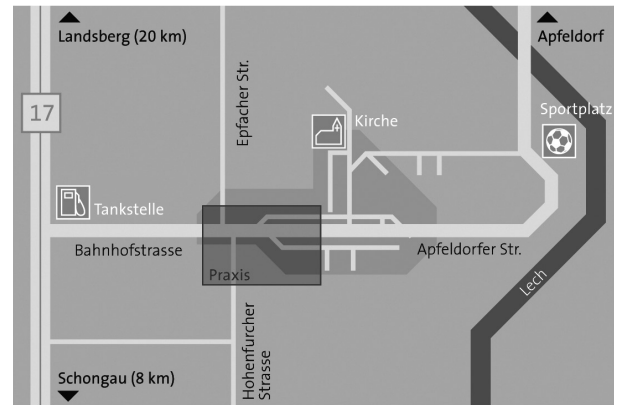 Landsberg (20 km)
Apfeldorf
17
Epfacher Str.
Kirche
Sportplatz
Tankstelle
Bahnhofstrasse
Apfeldorfer Str.
Praxis
Lech
Hohenfurcher
Strasse
Schongau (8 km)